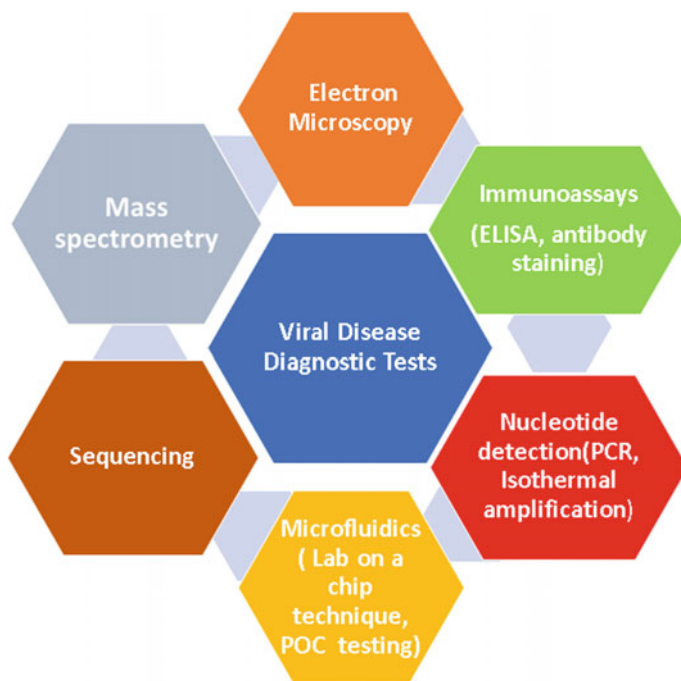 Electron
Microscopy
Immunoassays
(ELISA, antibody
staining)
Nucleotide
detection(PCR,
Isothermal
amplification)
Microfluidics
( Lab on a
chip
technique,
POC testing)
Sequencing
Mass
spectrometry
Viral Disease
Diagnostic Tests